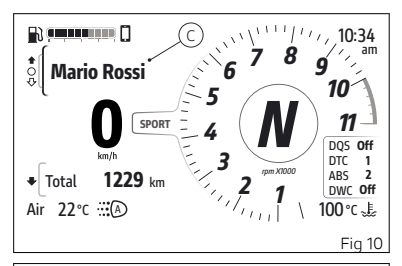 C
10:34
am
Mario Rossi
0
km/h
SPORT
1
2
3
4
5
6
7
8
9
10
11
N
rpm X1000
DQS Off
DTC 1
ABS 2
DWC Off
Total 1229 km
Air 22°C (A)
100°C
Fig 10